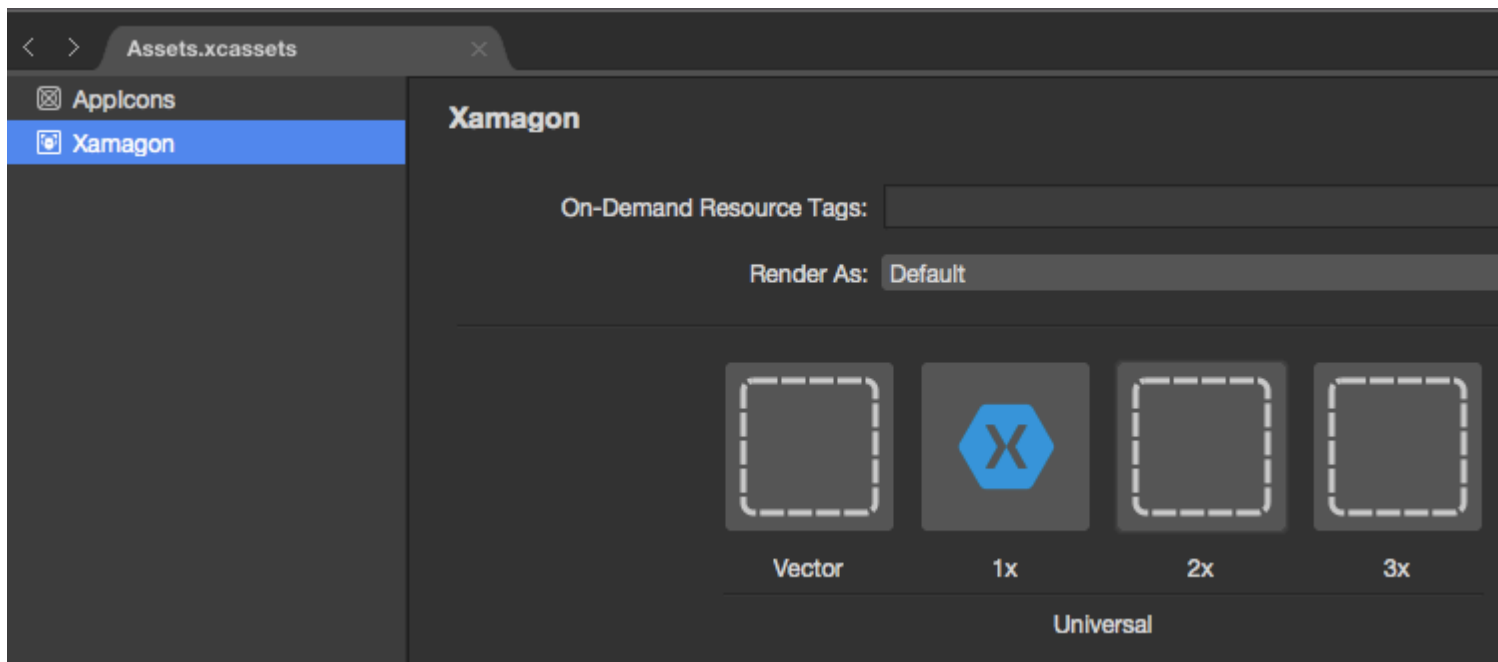 Assets.xcassets
AppIcons
Xamagon
Xamagon
On-Demand Resource Tags:
Render As: Default
X
Vector 1x 2x 3x
Universal